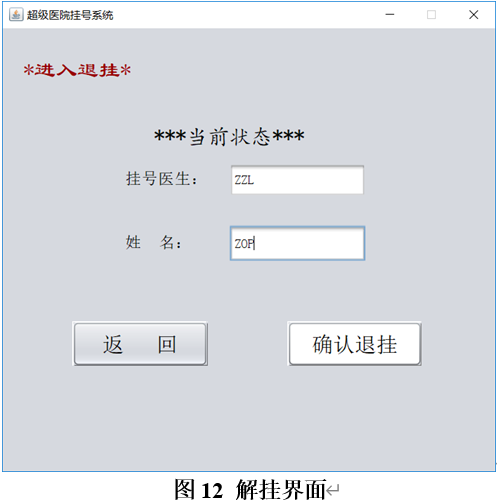 超级医院挂号系统
*进入退挂*
***当前状态***
挂号医生： ZZL
姓 名： ZOP
返 回 确认退挂
图 12 解挂界面